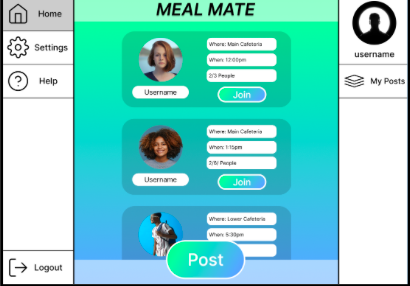 Home
Settings
Help
Logout
MEAL MATE
Username
Where: Main Cafeteria
When: 12:00pm
2/3 People
Join
Username
Where: Main Cafeteria
When: 1:15pm
2/5/ People
Join
Where: Lower Cafeteria
When: 5:30pm
Post
username
My Posts